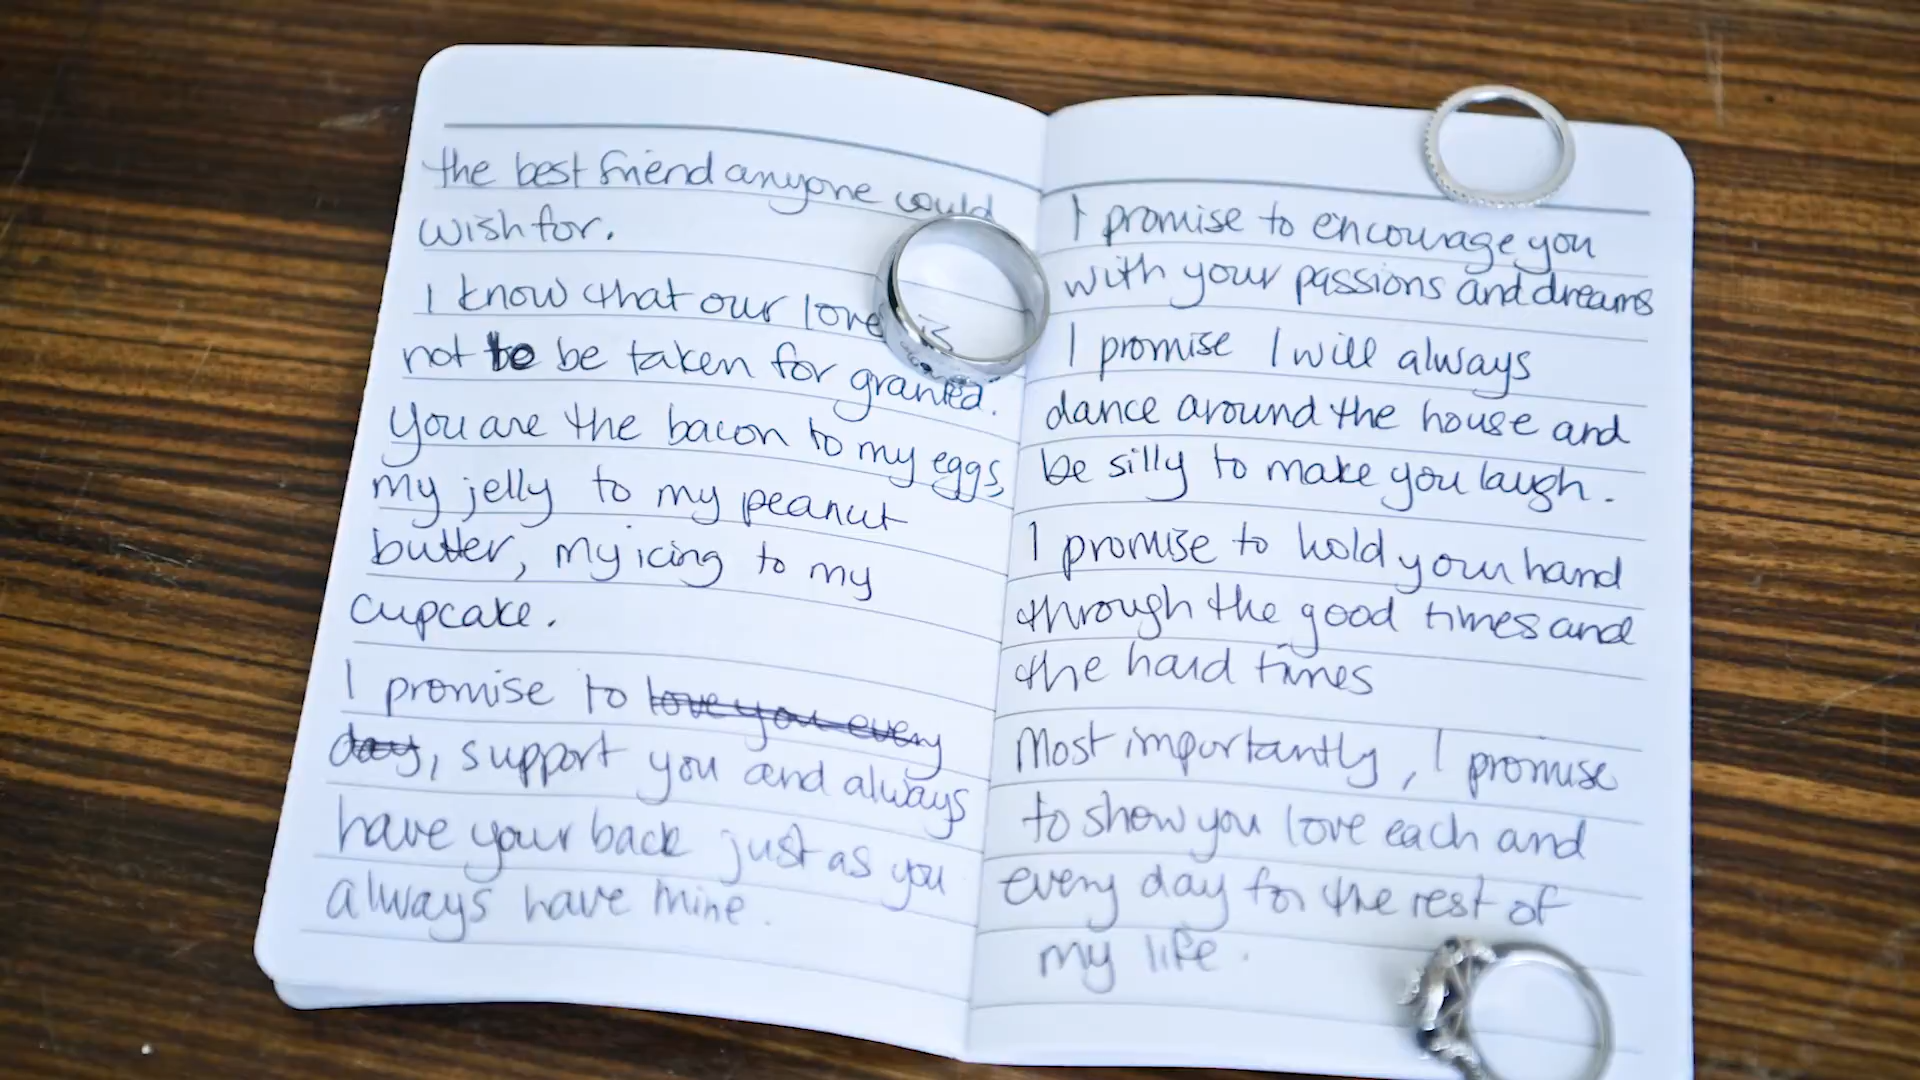 the best friend anyone could
wish for.
I know that our love is
not to be taken for granted.
You are the bacon to my eggs,
my jelly to my peanut
butter, my icing to my
cupcake.
I promise to love you every
day, support you and always
have your back just as you
always have mine.
I promise to encourage you
with your passions and dreams
I promise I will always
dance around the house and
be silly to make you laugh.
I promise to hold your hand
through the good times and
the hard times
Most importantly, I promise
to show you love each and
every day for the rest of
my life.